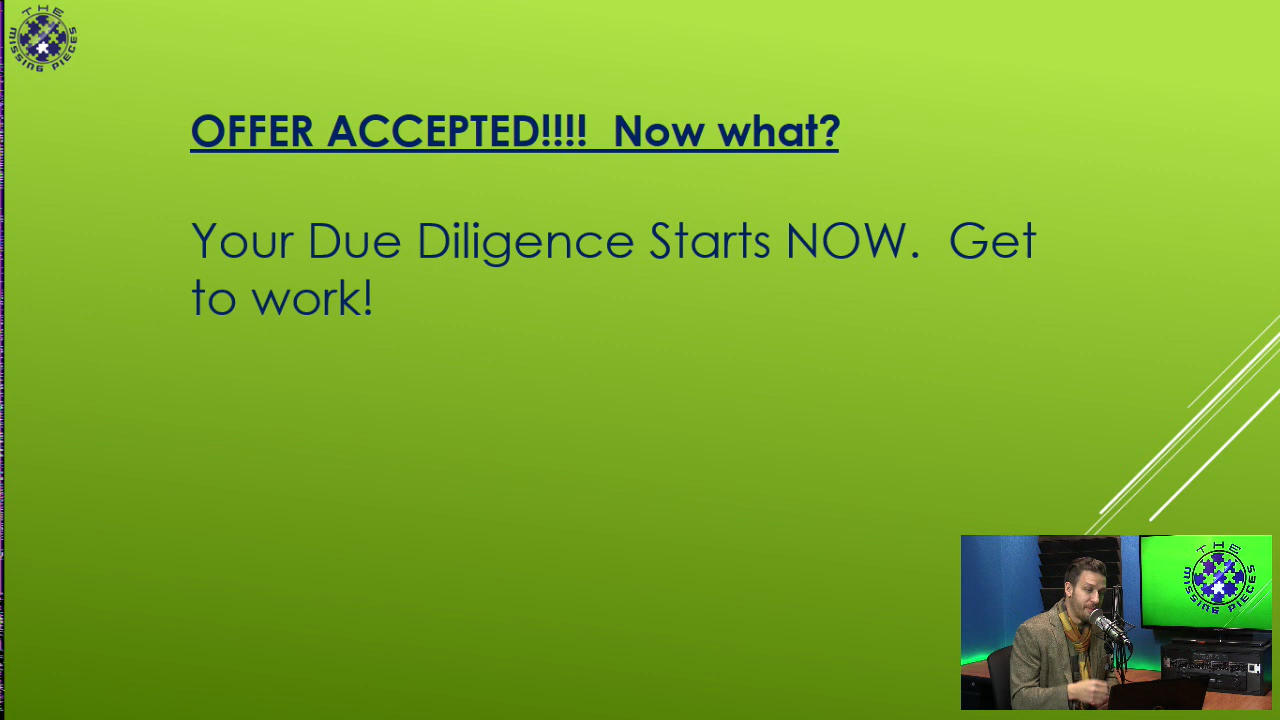 THE
MISSING PIECES
OFFER ACCEPTED!!!!  Now what?
Your Due Diligence Starts NOW.  Get
to work!
THE
MISSING PIECES